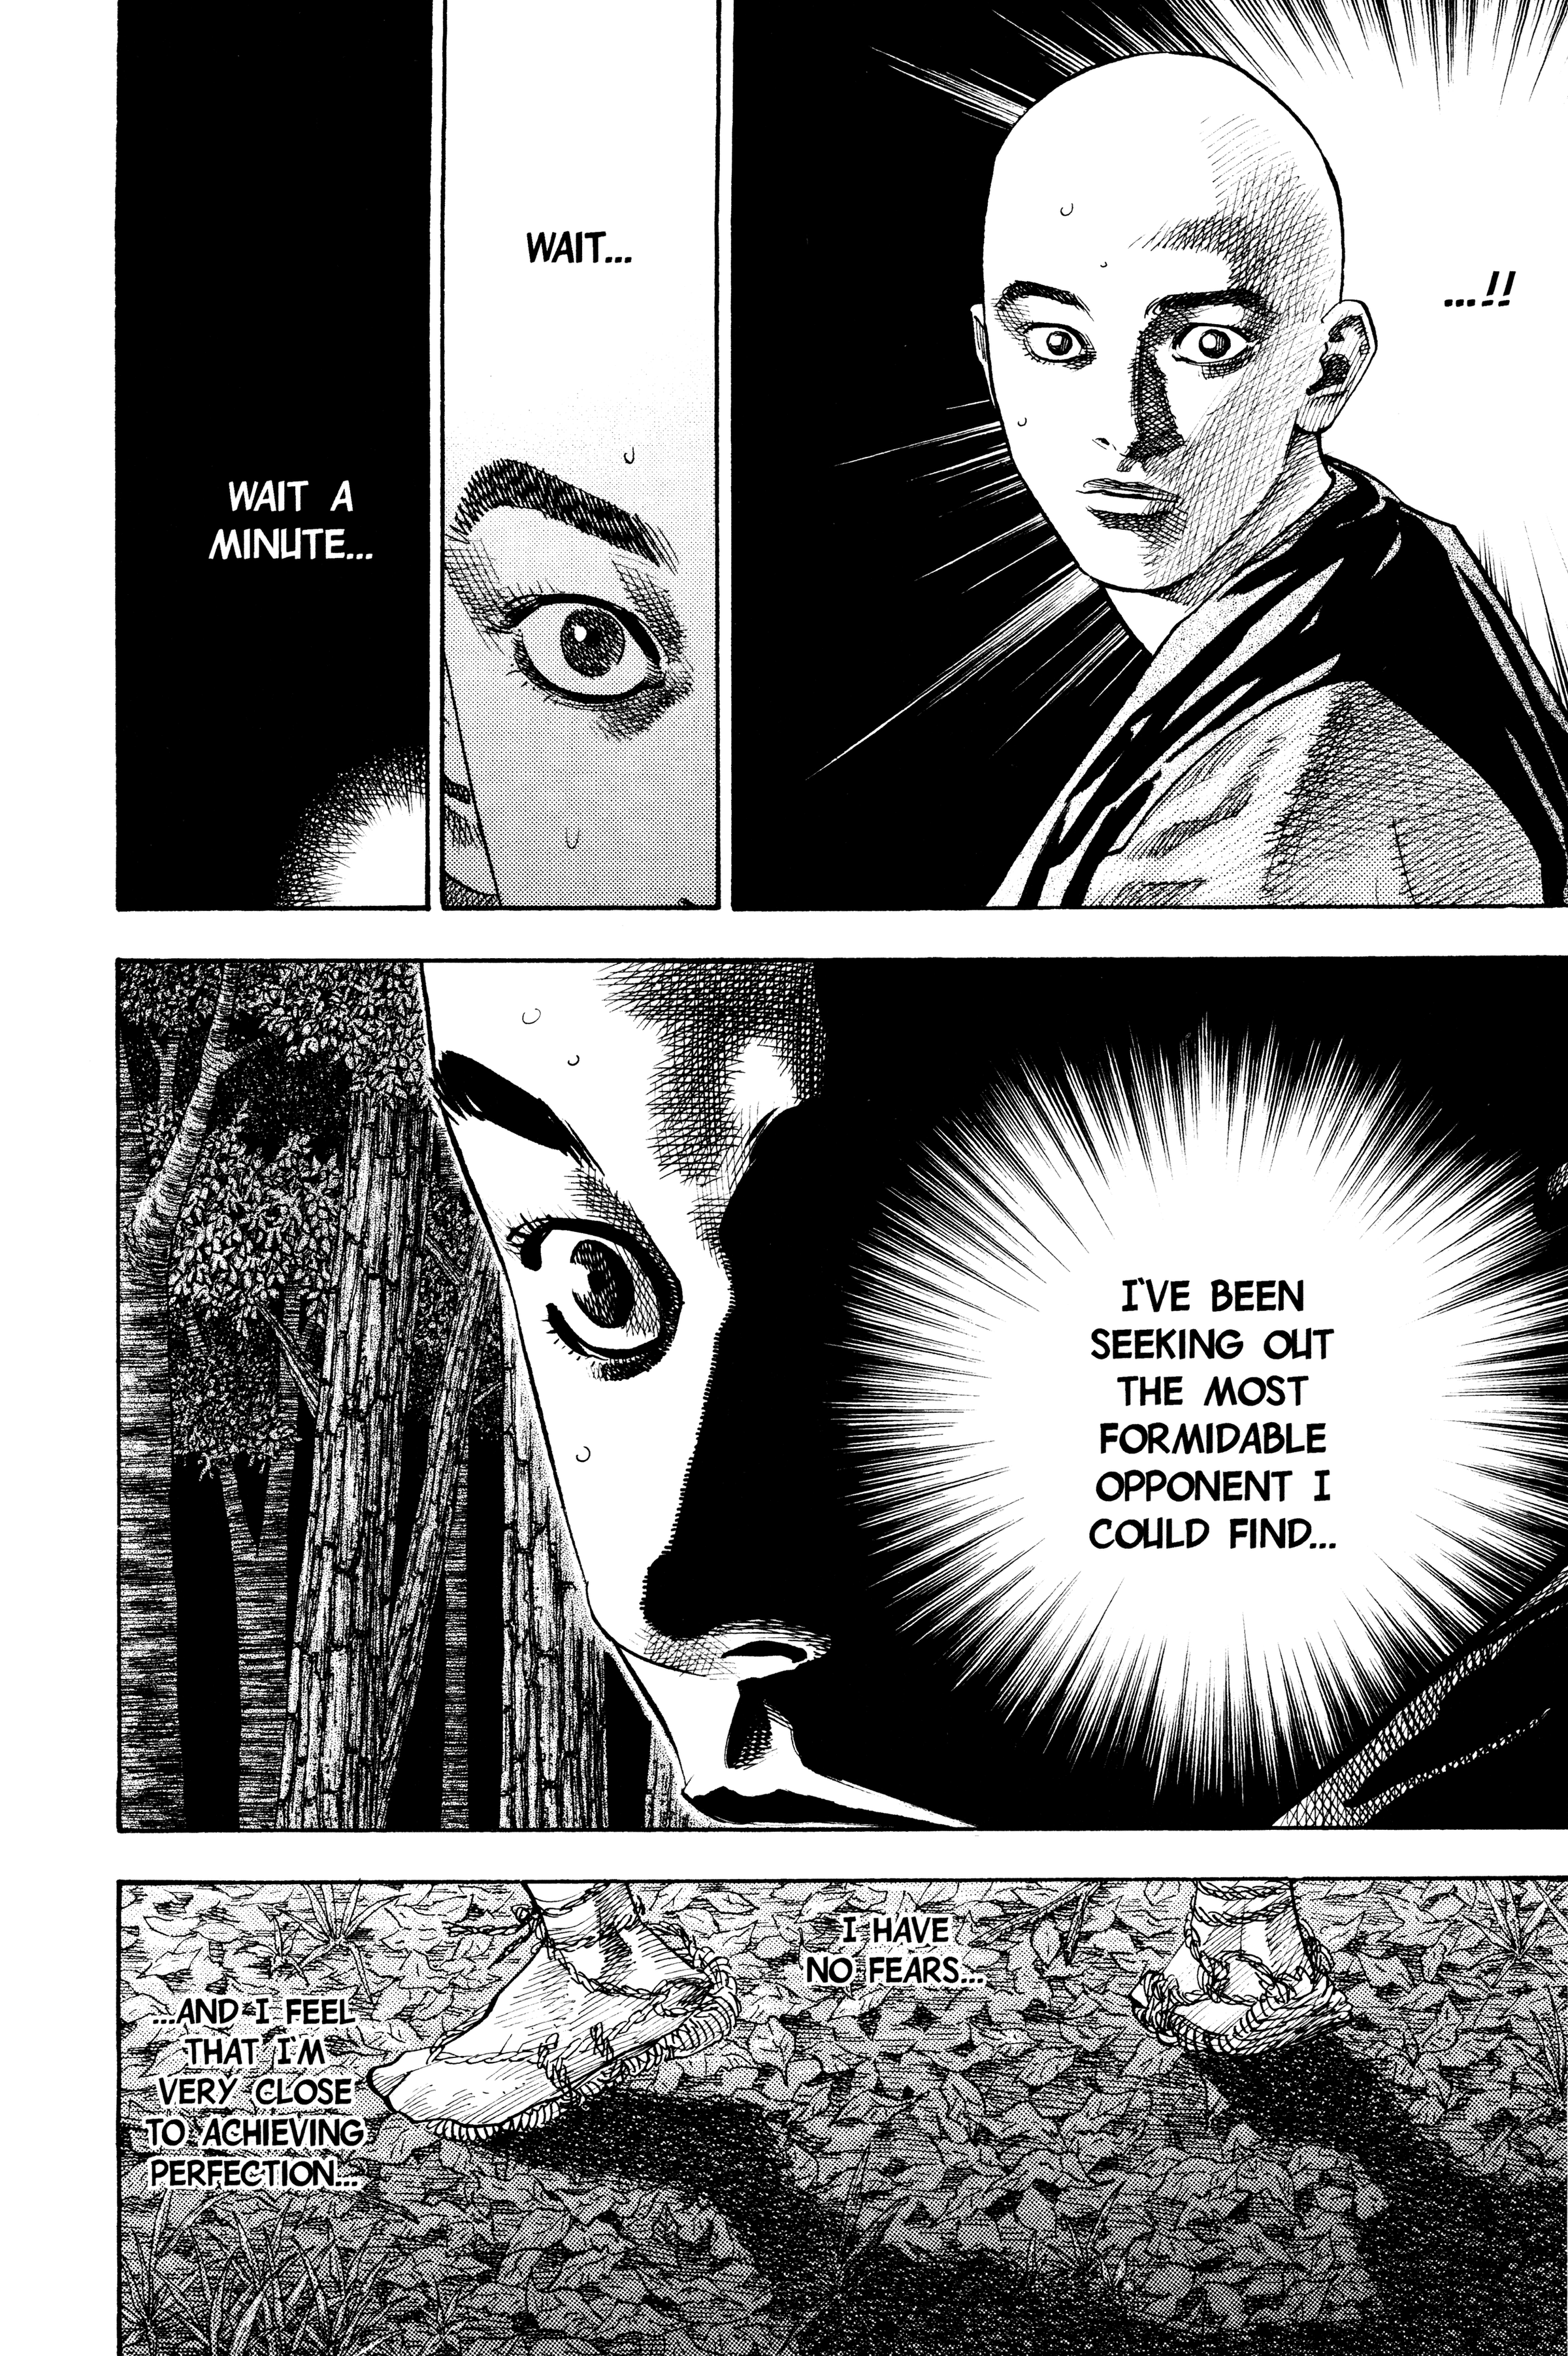 ...!!
WAIT...
WAIT A
MINUTE...
I'VE BEEN
SEEKING OUT
THE MOST
FORMIDABLE
OPPONENT I
COULD FIND...
I HAVE
NO FEARS...
...AND I FEEL
THAT I'M
VERY CLOSE
TO ACHIEVING
PERFECTION...